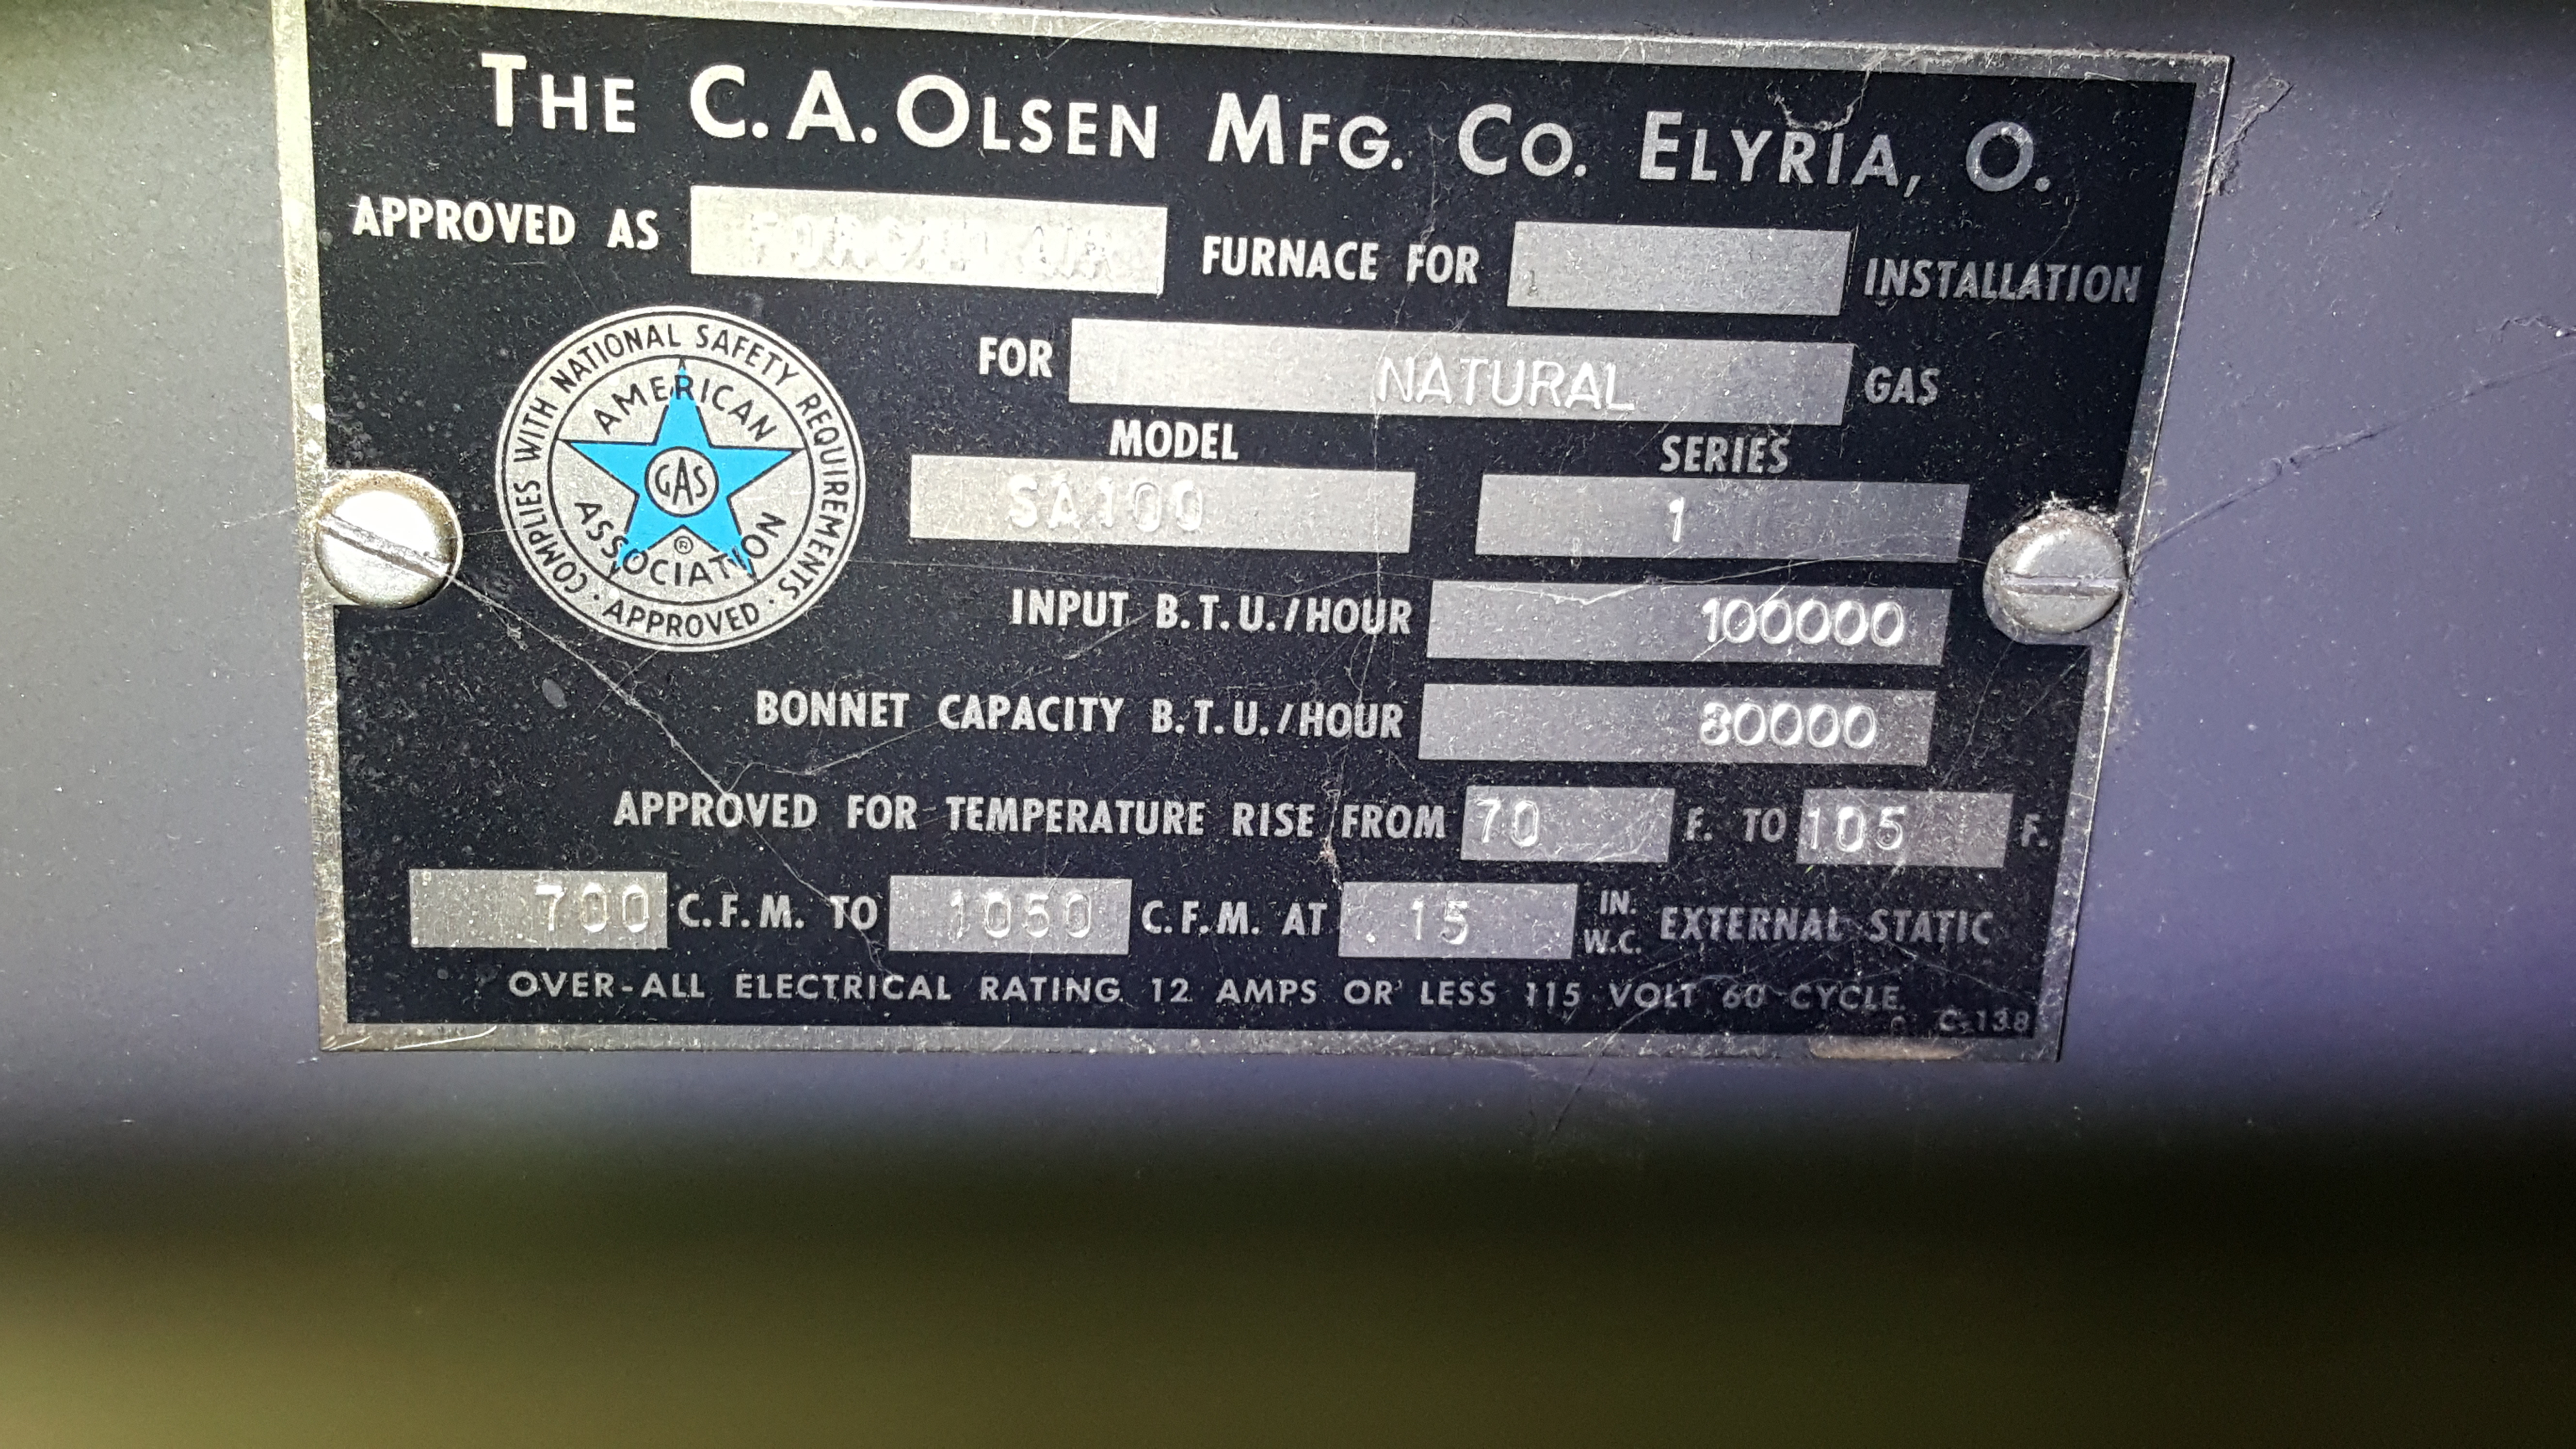 THE C.A. OLSEN MFG. CO. ELYRIA, O.
APPROVED AS FORCED AIR FURNACE FOR INSTALLATION
FOR NATURAL GAS
COMPLIES WITH NATIONAL SAFETY REQUIREMENTS · APPROVED ·
AMERICAN
GAS
®
ASSOCIATION
MODEL SERIES
SA100 1
INPUT B.T.U./HOUR 100000
BONNET CAPACITY B.T.U./HOUR 80000
APPROVED FOR TEMPERATURE RISE FROM 70 F. TO 105 F.
700 C.F.M. TO 1050 C.F.M. AT .15 IN. W.C. EXTERNAL STATIC
OVER-ALL ELECTRICAL RATING 12 AMPS OR LESS 115 VOLT 60 CYCLE
C-138